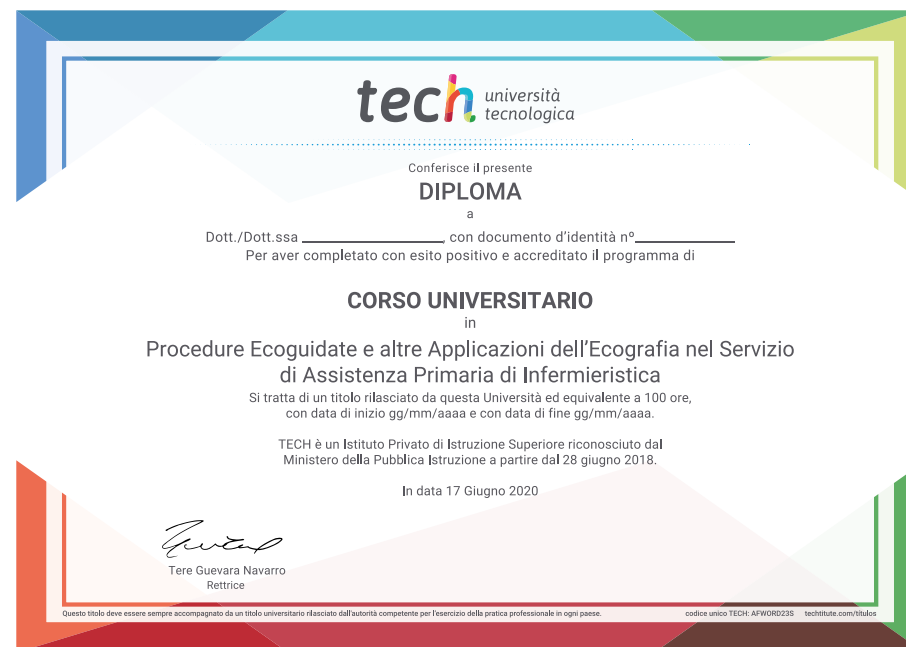 tech università
tecnologica
Conferisce il presente
DIPLOMA
a
Dott./Dott.ssa ____________________, con documento d'identità nº______________
Per aver completato con esito positivo e accreditato il programma di
CORSO UNIVERSITARIO
in
Procedure Ecoguidate e altre Applicazioni dell'Ecografia nel Servizio
di Assistenza Primaria di Infermieristica
Si tratta di un titolo rilasciato da questa Università ed equivalente a 100 ore,
con data di inizio gg/mm/aaaa e con data di fine gg/mm/aaaa.
TECH è un Istituto Privato di Istruzione Superiore riconosciuto dal
Ministero della Pubblica Istruzione a partire dal 28 giugno 2018.
In data 17 Giugno 2020
Tere Guevara Navarro
Rettrice
Questo titolo deve essere sempre accompagnato da un titolo universitario rilasciato dall'autorità competente per l'esercizio della pratica professionale in ogni paese. codice unico TECH: AFWORD23S techtitute.com/titulos